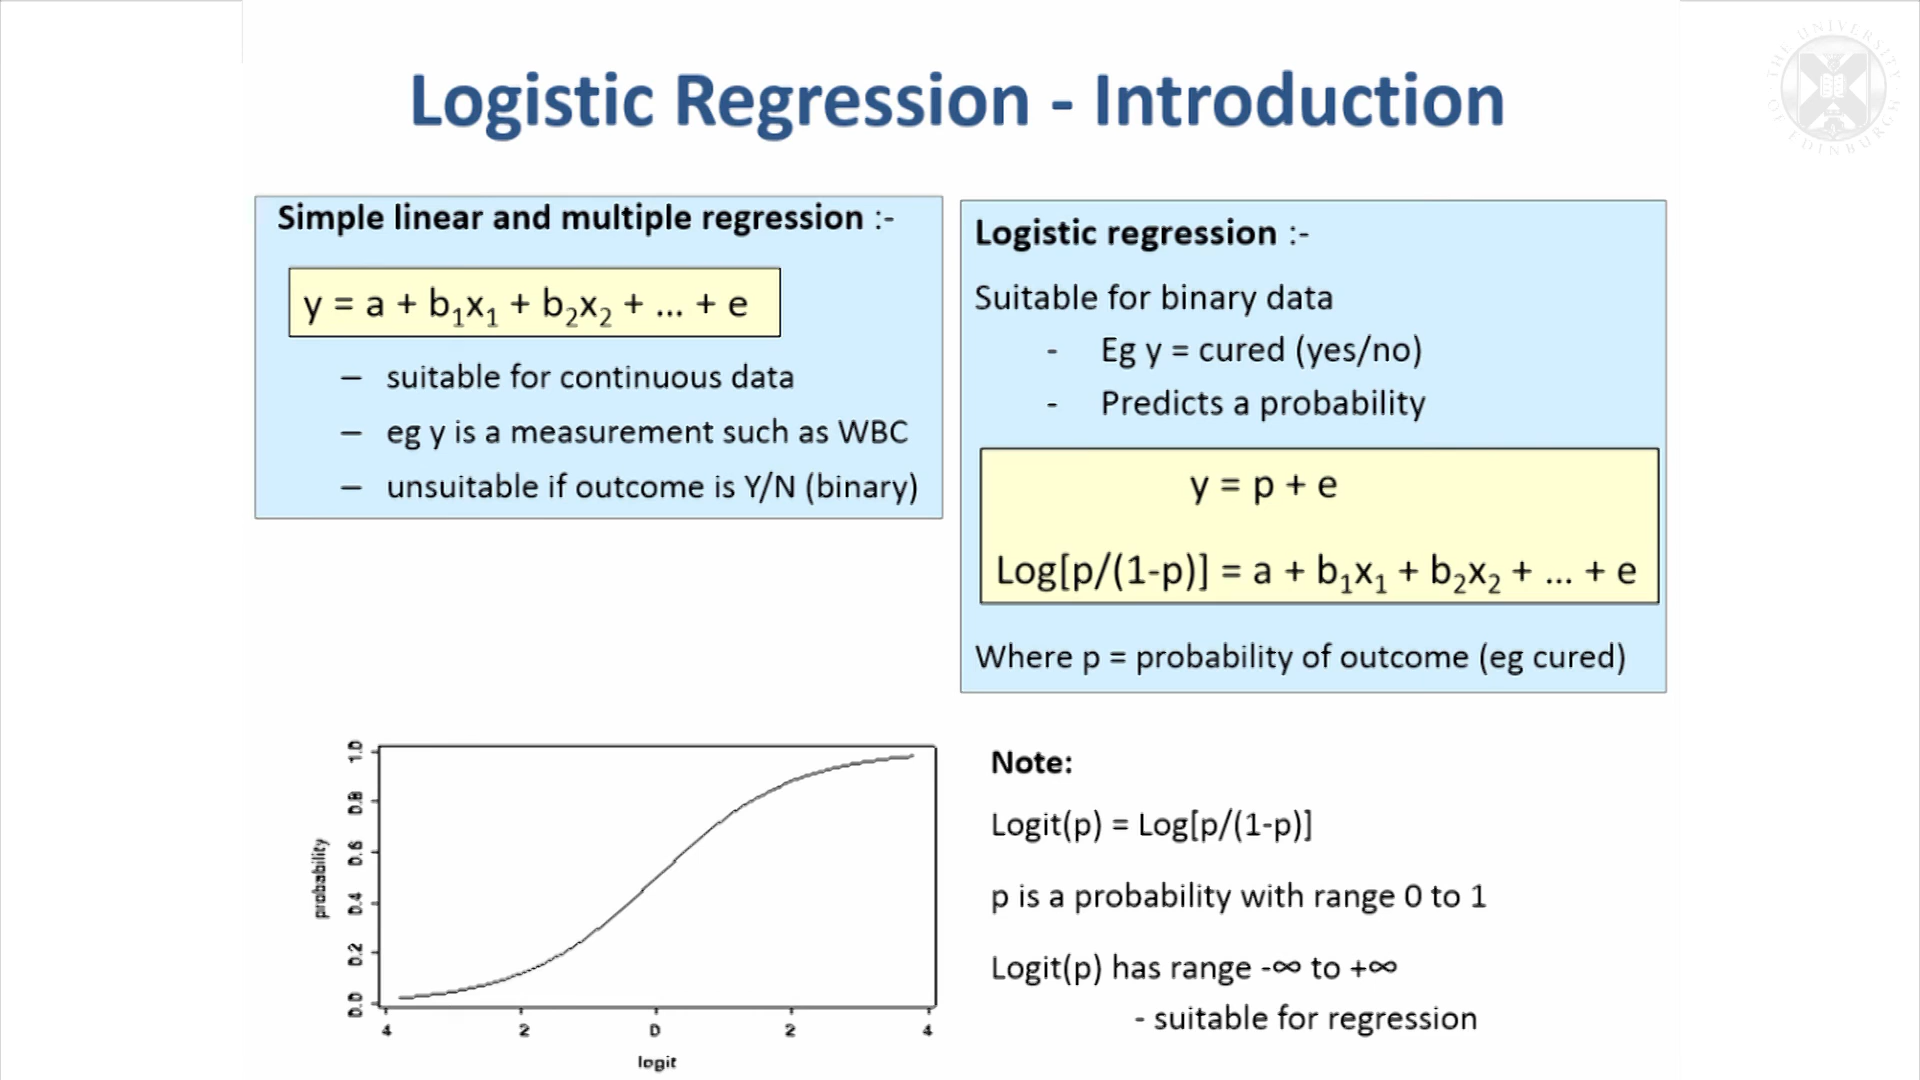 THE UNIVERSITY OF EDINBURGH
Logistic Regression - Introduction
Simple linear and multiple regression :-
y = a + b₁x₁ + b₂x₂ + ... + e
– suitable for continuous data
– eg y is a measurement such as WBC
– unsuitable if outcome is Y/N (binary)
Logistic regression :-
Suitable for binary data
- Eg y = cured (yes/no)
- Predicts a probability
y = p + e
Log[p/(1-p)] = a + b₁x₁ + b₂x₂ + ... + e
Where p = probability of outcome (eg cured)
probability
1.0
0.8
0.6
0.4
0.2
0.0
4 2 0 2 4
logit
Note:
Logit(p) = Log[p/(1-p)]
p is a probability with range 0 to 1
Logit(p) has range -∞ to +∞
- suitable for regression